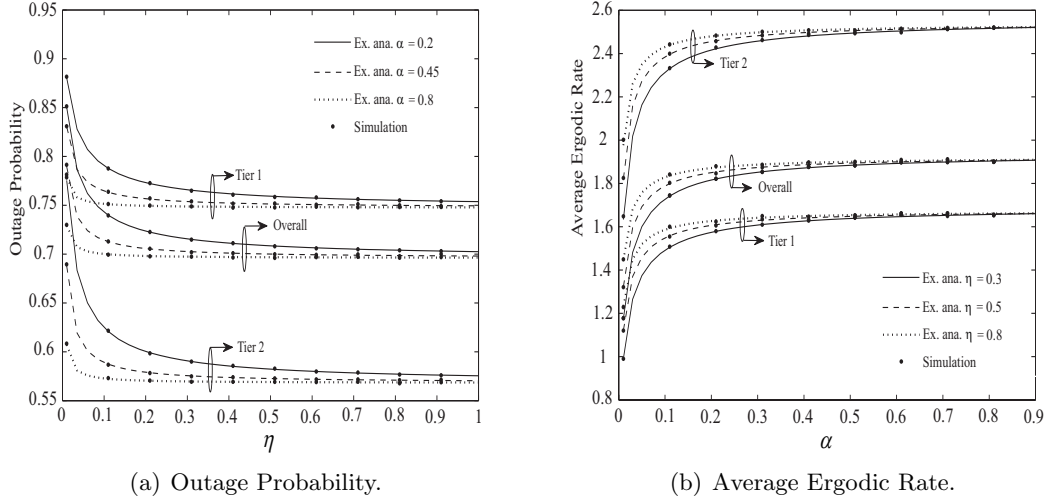 1
0.95
0.9
0.85
0.8
0.75
0.7
0.65
0.6
0.55
Outage Probability
Ex. ana. α = 0.2
Ex. ana. α = 0.45
Ex. ana. α = 0.8
Simulation
Tier 1
Overall
Tier 2
0 0.1 0.2 0.3 0.4 0.5 0.6 0.7 0.8 0.9 1
η
(a) Outage Probability.
2.6
2.4
2.2
2
1.8
1.6
1.4
1.2
1
0.8
Average Ergodic Rate
Tier 2
Overall
Tier 1
Ex. ana. η = 0.3
Ex. ana. η = 0.5
Ex. ana. η = 0.8
Simulation
0 0.1 0.2 0.3 0.4 0.5 0.6 0.7 0.8 0.9
α
(b) Average Ergodic Rate.